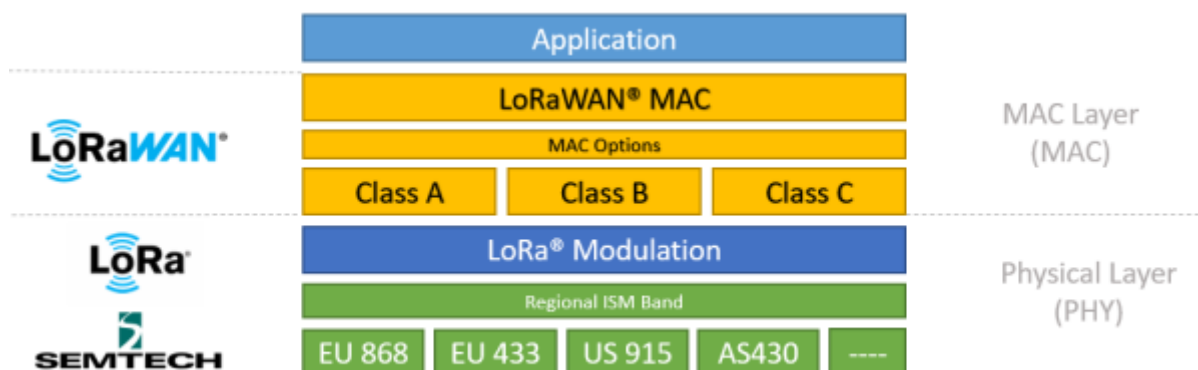 Application
LoRaWAN® MAC
LoRaWAN®
MAC Options
MAC Layer
(MAC)
Class A Class B Class C
LoRa® Modulation
LoRa®
Regional ISM Band
Physical Layer
(PHY)
SEMTECH
EU 868 EU 433 US 915 AS430 ----